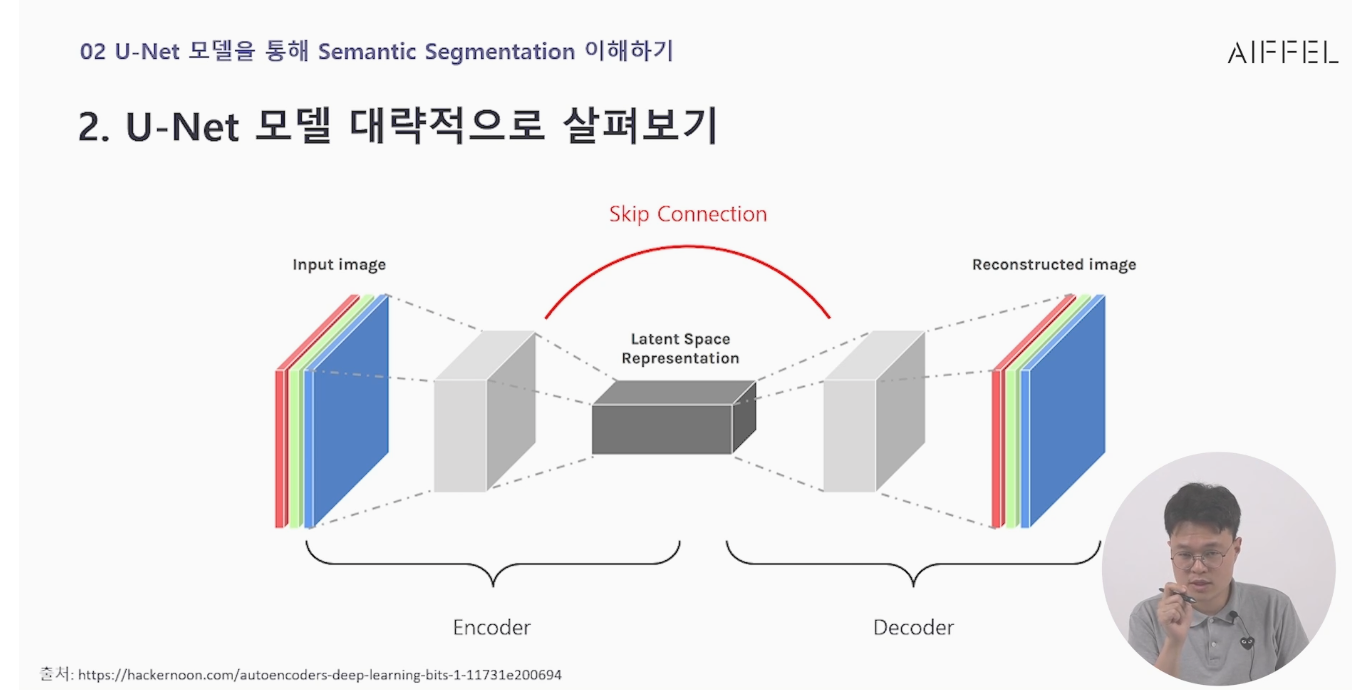 02 U-Net 모델을 통해 Semantic Segmentation 이해하기
AIFFEL
2. U-Net 모델 대략적으로 살펴보기
Skip Connection
Input image
Reconstructed image
Latent Space
Representation
Encoder
Decoder
출처: https://hackernoon.com/autoencoders-deep-learning-bits-1-11731e200694